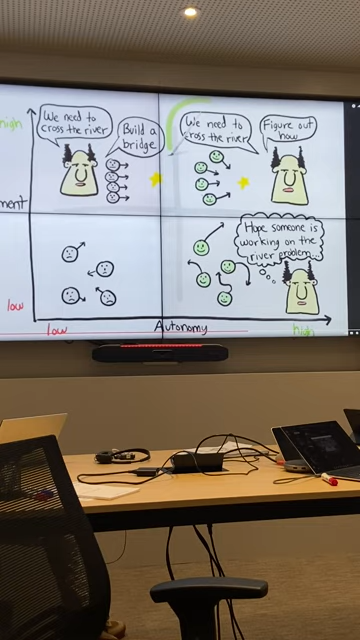 high
We need to
cross the river
Build a
bridge
We need to
cross the river
Figure out
how
ment
Hope someone is
working on the
river problem...
low
low
Autonomy
high